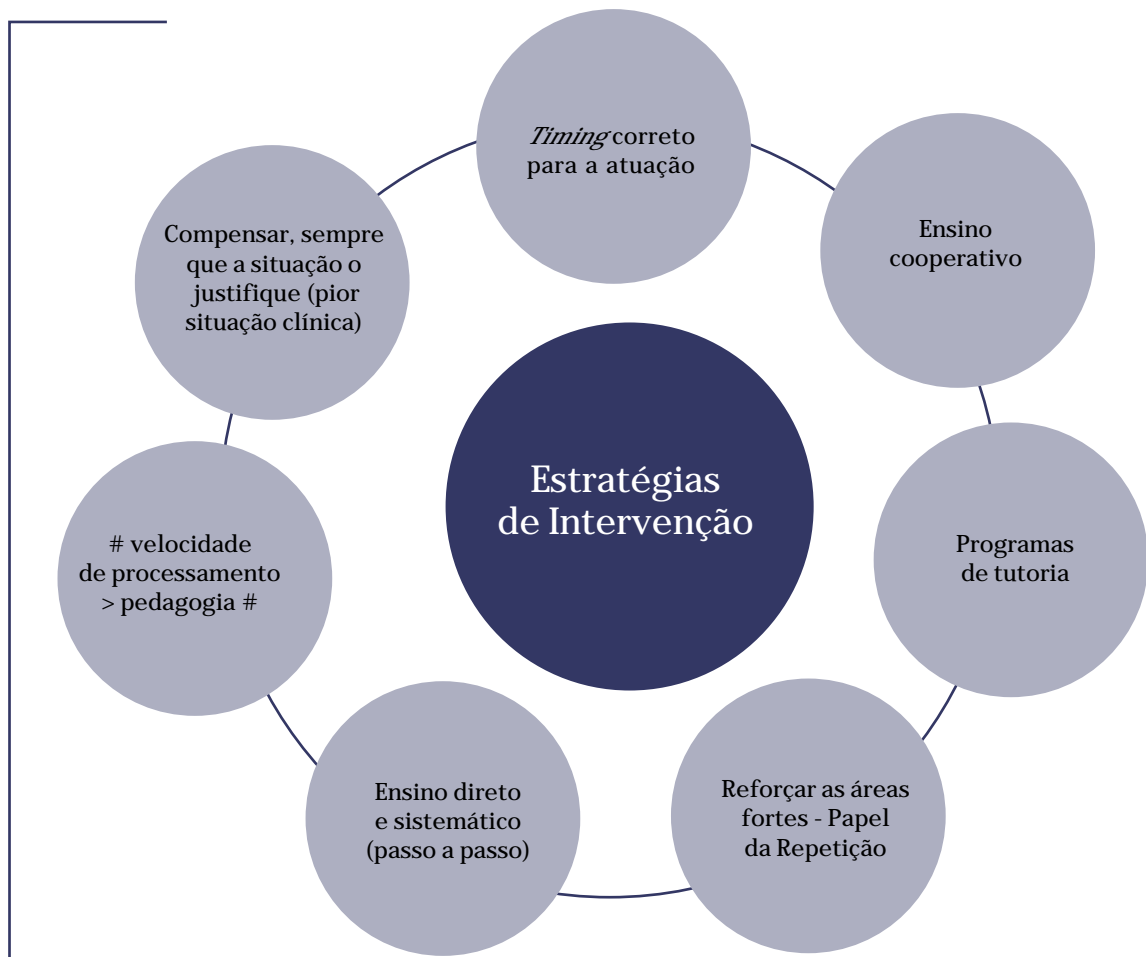 Timing correto
para a atuação
Ensino
cooperativo
Programas
de tutoria
Reforçar as áreas
fortes - Papel
da Repetição
Ensino direto
e sistemático
(passo a passo)
# velocidade
de processamento
> pedagogia #
Compensar, sempre
que a situação o
justifique (pior
situação clínica)
Estratégias
de Intervenção